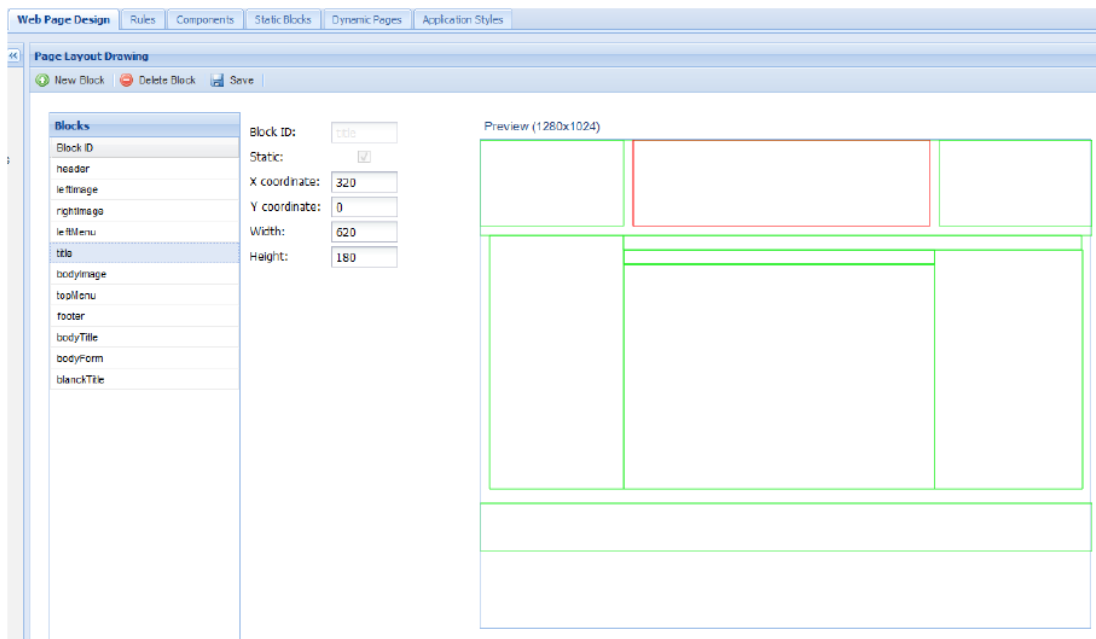 Web Page Design Rules Components Static Blocks Dynamic Pages Application Styles
Page Layout Drawing
New Block Delete Block Save
Blocks
Block ID
header
leftImage
rightImage
leftMenu
title
bodyImage
topMenu
footer
bodyTitle
bodyForm
blanckTitle
Block ID: title
Static:
X coordinate: 320
Y coordinate: 0
Width: 620
Height: 180
Preview (1280x1024)